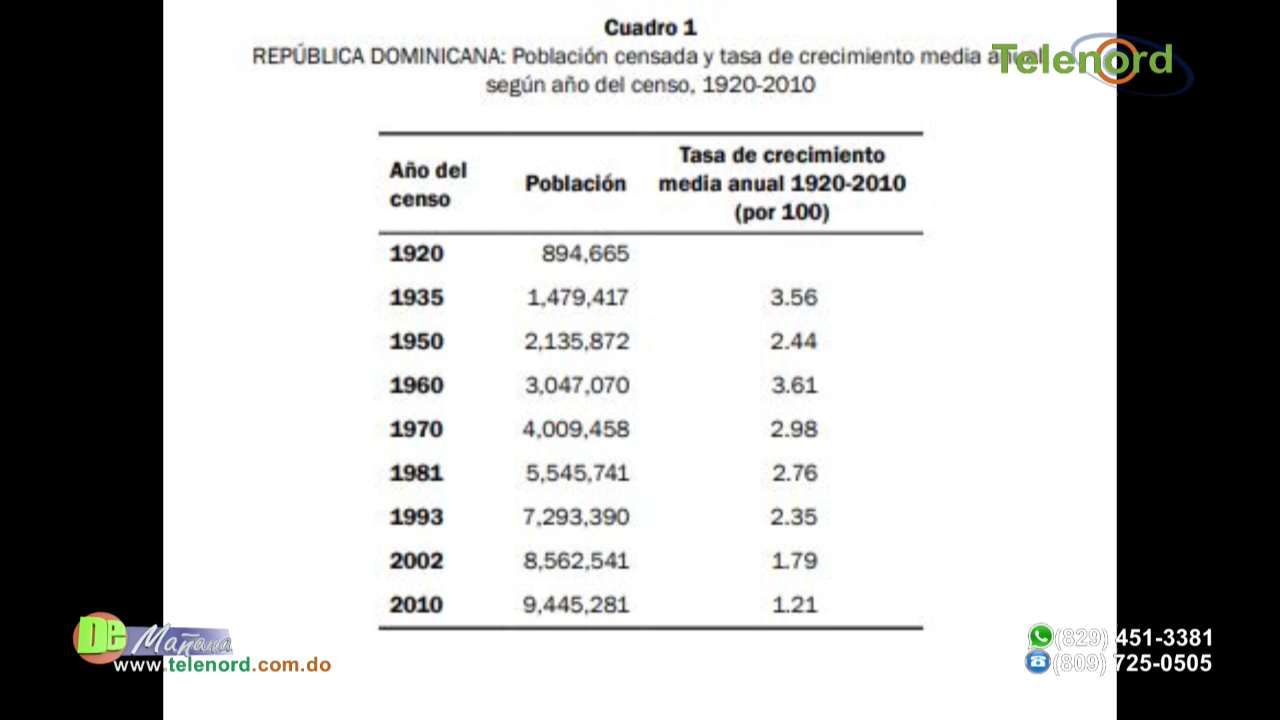 Cuadro 1
REPÚBLICA DOMINICANA: Población censada y tasa de crecimiento media anual
según año del censo, 1920-2010
Telenord
Año del censo Población Tasa de crecimiento media anual 1920-2010 (por 100)
1920 894,665
1935 1,479,417 3.56
1950 2,135,872 2.44
1960 3,047,070 3.61
1970 4,009,458 2.98
1981 5,545,741 2.76
1993 7,293,390 2.35
2002 8,562,541 1.79
2010 9,445,281 1.21
De Mañana
www.telenord.com.do
(829) 451-3381
(809) 725-0505